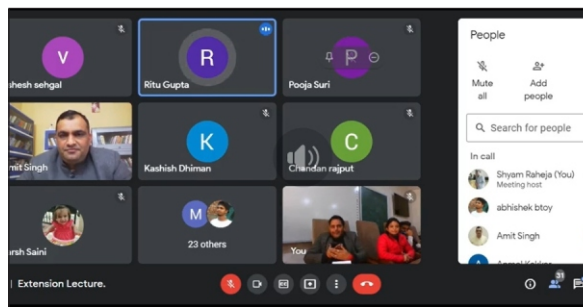 V
hesh sehgal
R
Ritu Gupta
P
Pooja Suri
mit Singh
K
Kashish Dhiman
C
Chandan rajput
rsh Saini
M
23 others
You
Extension Lecture.
31
People
Mute
all
Add
people
Search for people
In call
Shyam Raheja (You)
Meeting host
abhishek btoy
Amit Singh